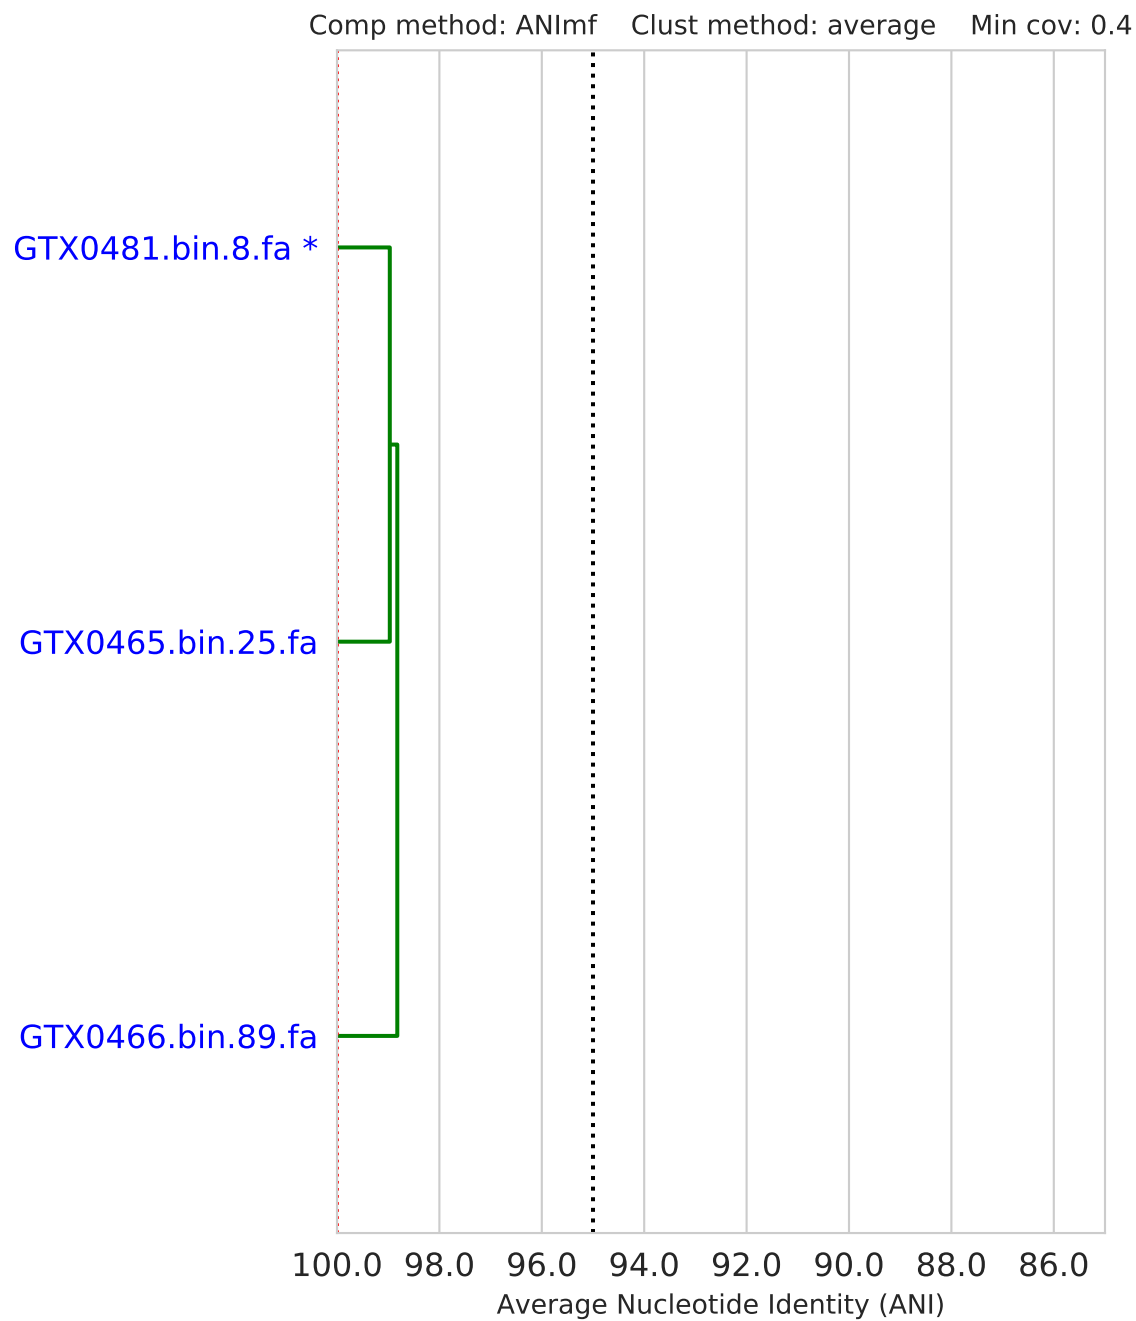 Comp method: ANImf    Clust method: average    Min cov: 0.4
GTX0481.bin.8.fa *
GTX0465.bin.25.fa
GTX0466.bin.89.fa
100.0 98.0 96.0 94.0 92.0 90.0 88.0 86.0
Average Nucleotide Identity (ANI)